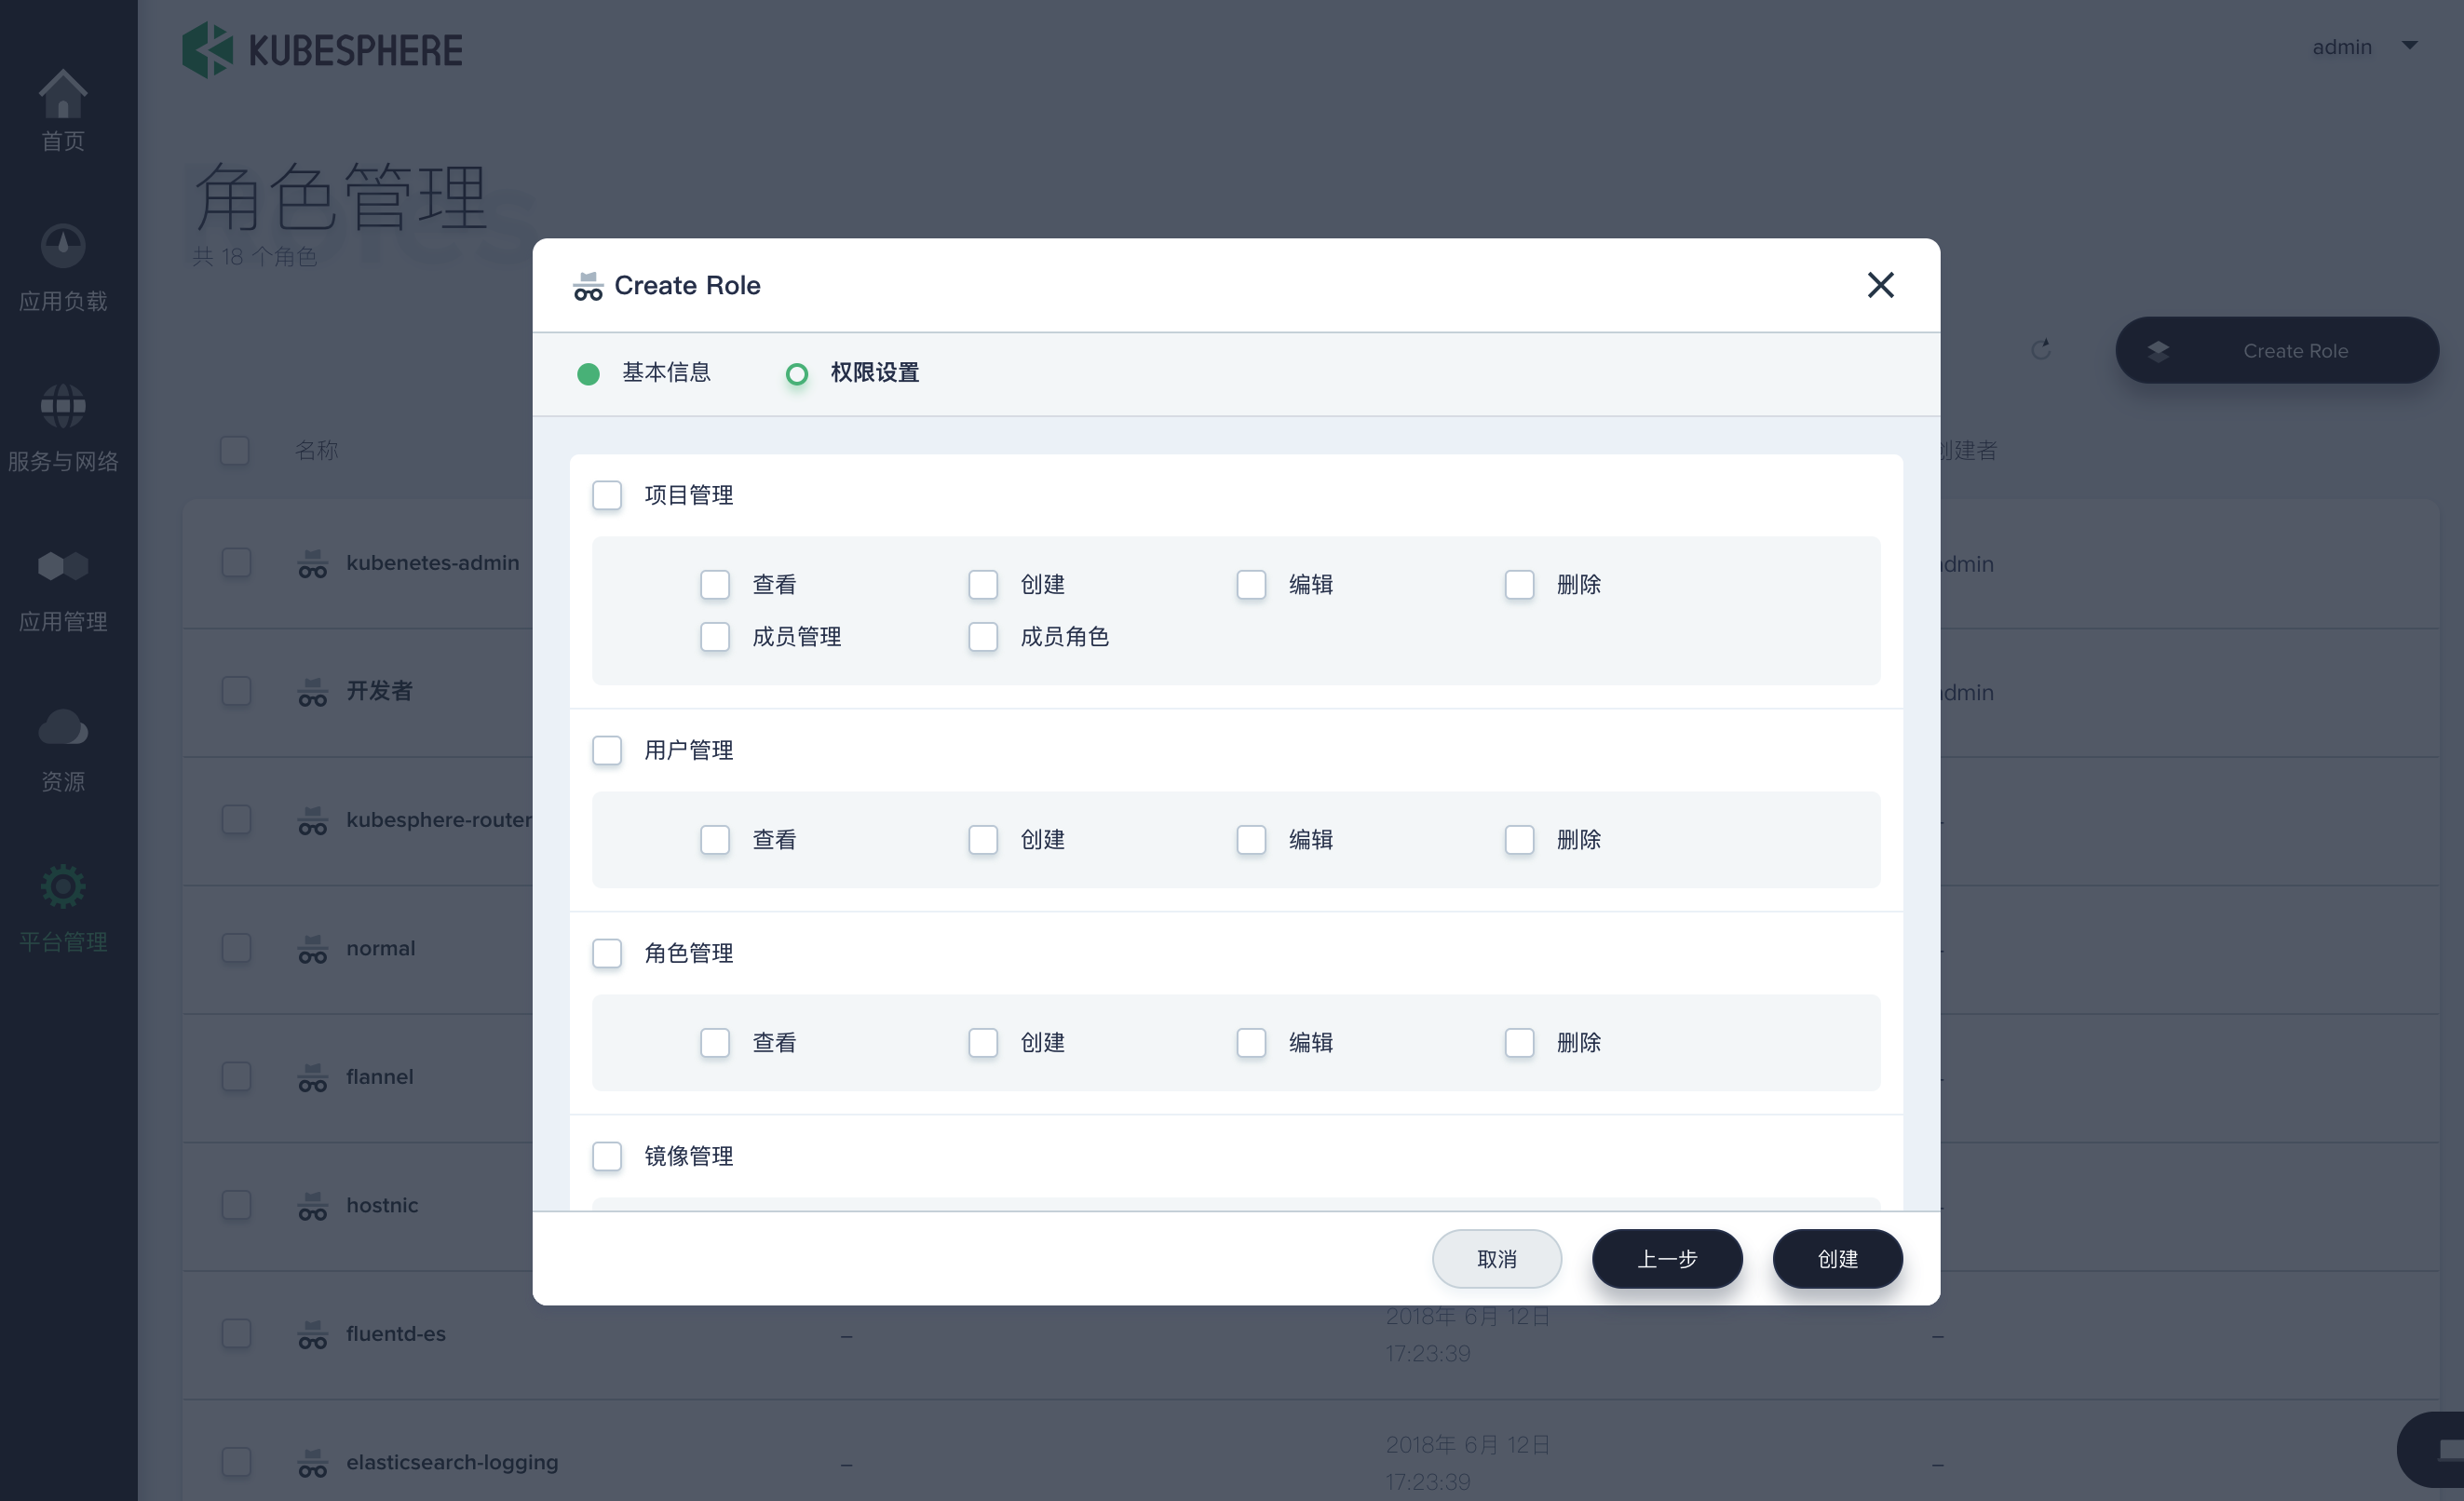 KUBESPHERE
admin
首页
应用负载
服务与网络
应用管理
资源
平台管理
角色管理
共 18 个角色
Create Role
名称
创建者
kubenetes-admin
开发者
kubesphere-router
normal
flannel
hostnic
fluentd-es
–
2018年 6月 12日
17:23:39
–
elasticsearch-logging
–
2018年 6月 12日
17:23:39
–
Create Role
基本信息 权限设置
项目管理
查看 创建 编辑 删除
成员管理 成员角色
用户管理
查看 创建 编辑 删除
角色管理
查看 创建 编辑 删除
镜像管理
取消 上一步 创建